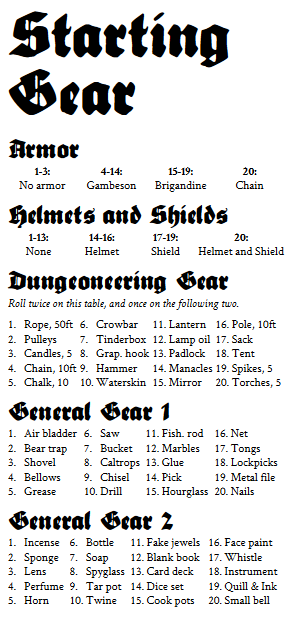 Starting
Gear
Armor
1-3: 4-14: 15-19: 20:
No armor Gambeson Brigandine Chain
Helmets and Shields
1-13: 14-16: 17-19: 20:
None Helmet Shield Helmet and Shield
Dungeoneering Gear
Roll twice on this table, and once on the following two.
1. Rope, 50ft 6. Crowbar 11. Lantern 16. Pole, 10ft
2. Pulleys 7. Tinderbox 12. Lamp oil 17. Sack
3. Candles, 5 8. Grap. hook 13. Padlock 18. Tent
4. Chain, 10ft 9. Hammer 14. Manacles 19. Spikes, 5
5. Chalk, 10 10. Waterskin 15. Mirror 20. Torches, 5
General Gear 1
1. Air bladder 6. Saw 11. Fish. rod 16. Net
2. Bear trap 7. Bucket 12. Marbles 17. Tongs
3. Shovel 8. Caltrops 13. Glue 18. Lockpicks
4. Bellows 9. Chisel 14. Pick 19. Metal file
5. Grease 10. Drill 15. Hourglass 20. Nails
General Gear 2
1. Incense 6. Bottle 11. Fake jewels 16. Face paint
2. Sponge 7. Soap 12. Blank book 17. Whistle
3. Lens 8. Spyglass 13. Card deck 18. Instrument
4. Perfume 9. Tar pot 14. Dice set 19. Quill & Ink
5. Horn 10. Twine 15. Cook pots 20. Small bell